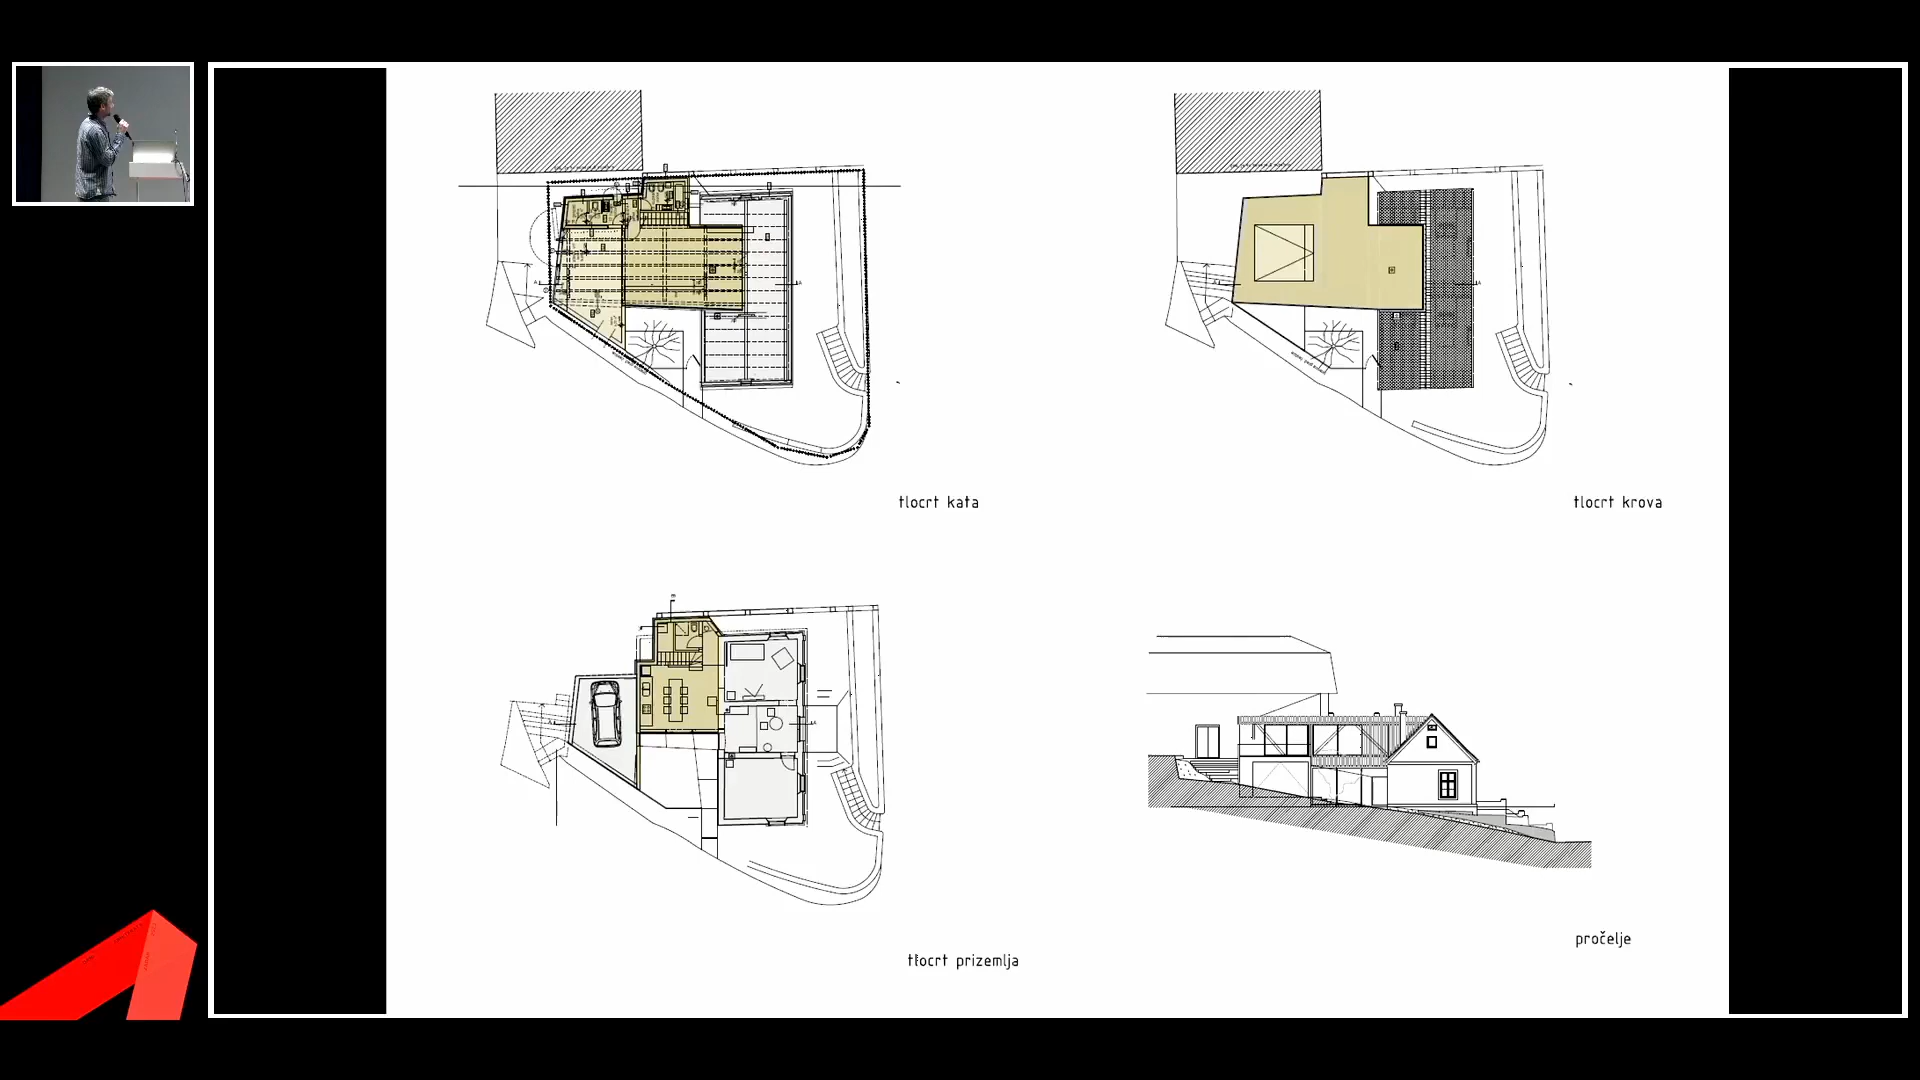 tlocrt kata
tlocrt krova
tlocrt prizemlja
pročelje